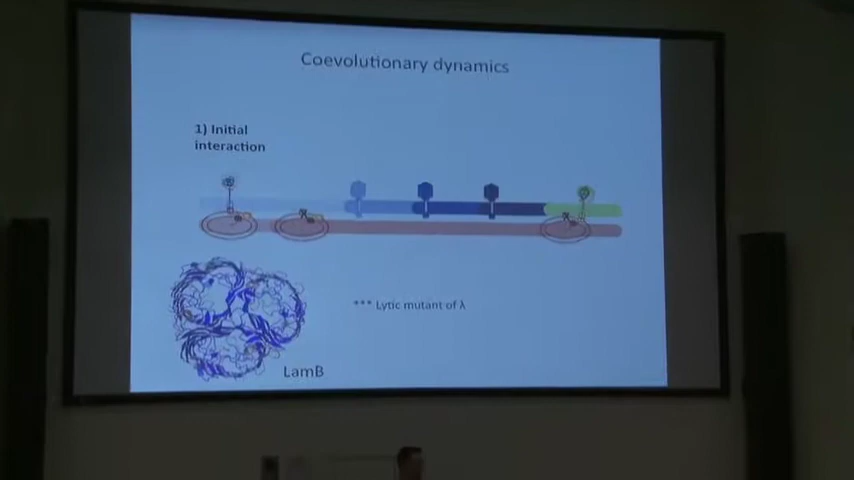 Coevolutionary dynamics
1) Initial
interaction
*** Lytic mutant of λ
LamB